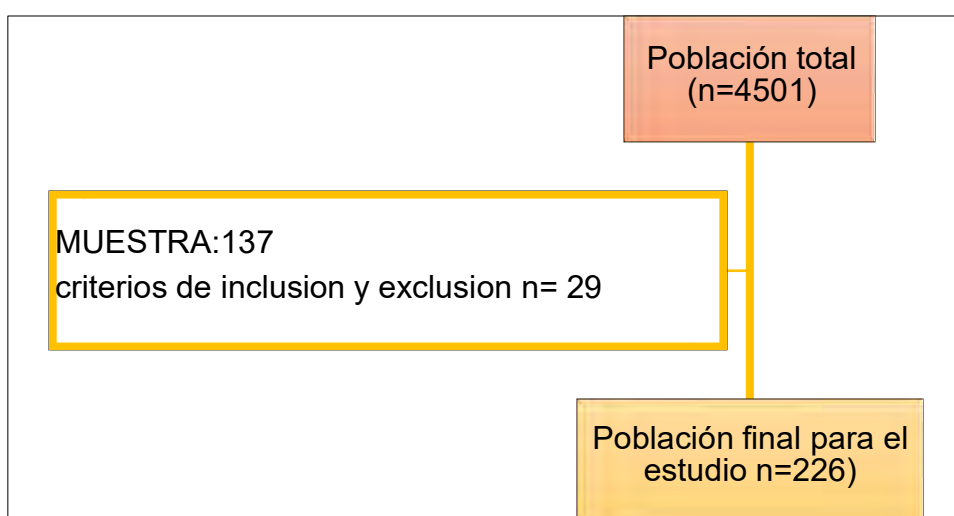 Población total
(n=4501)
MUESTRA:137
criterios de inclusion y exclusion n= 29
Población final para el
estudio n=226)